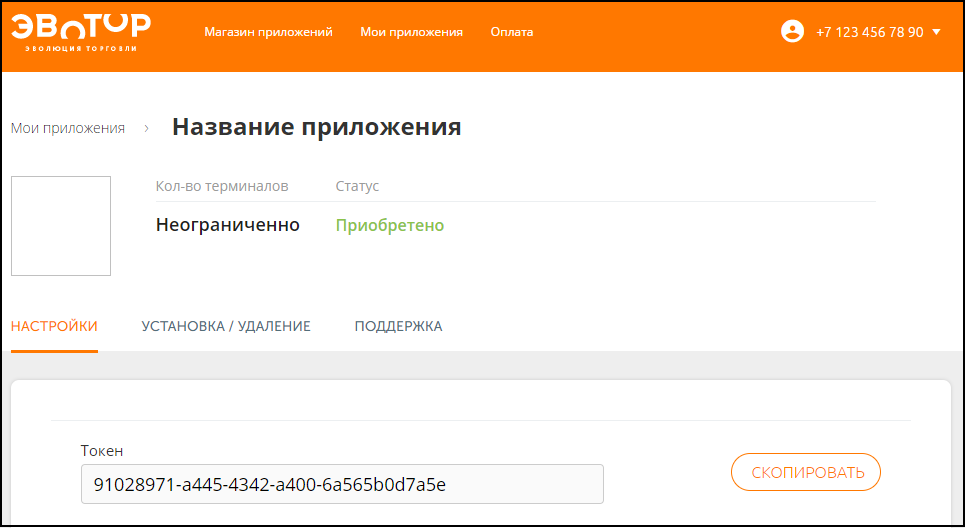 ЭВОТОР
ЭВОЛЮЦИЯ ТОРГОВЛИ
Магазин приложений Мои приложения Оплата +7 123 456 78 90
Мои приложения › Название приложения
Кол-во терминалов Статус
Неограниченно Приобретено
НАСТРОЙКИ УСТАНОВКА / УДАЛЕНИЕ ПОДДЕРЖКА
Токен
91028971-a445-4342-a400-6a565b0d7a5e СКОПИРОВАТЬ